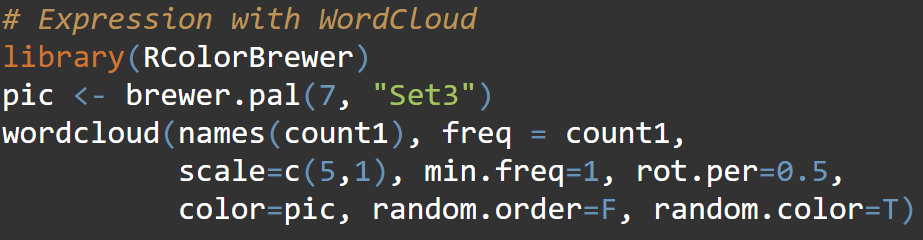 # Expression with WordCloud
library(RColorBrewer)
pic <- brewer.pal(7, "Set3")
wordcloud(names(count1), freq = count1,
          scale=c(5,1), min.freq=1, rot.per=0.5,
          color=pic, random.order=F, random.color=T)